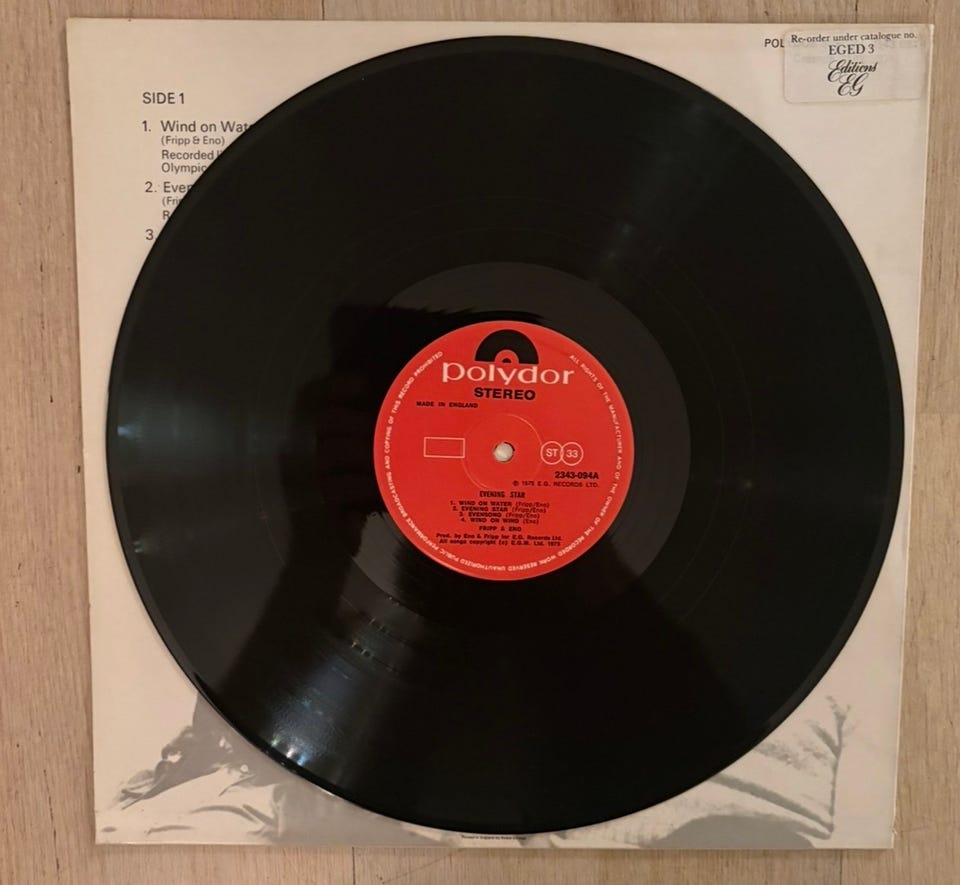 SIDE 1
1. Wind on Wat
(Fripp & Eno)
Recorded
Olympic
2. Even
(Frip
R
3
POL
Re-order under catalogue no.
EGED 3
Editions
EG
polydor
STEREO
MADE IN ENGLAND
ST 33
2343-094A
℗ 1975 E.G. RECORDS LTD.
EVENING STAR
1. WIND ON WATER (Fripp/Eno)
2. EVENING STAR (Fripp/Eno)
3. EVENSONG (Fripp/Eno)
4. WIND ON WIND (Eno)
FRIPP & ENO
Prod. by Eno & Fripp for E.G. Records Ltd.
All songs copyright (c) E.G.M. Ltd. 1975
ALL RIGHTS OF THE MANUFACTURER AND OF THE OWNER OF THE RECORDED WORK RESERVED UNAUTHORIZED PUBLIC PERFORMANCE BROADCASTING AND COPYING OF THIS RECORD PROHIBITED